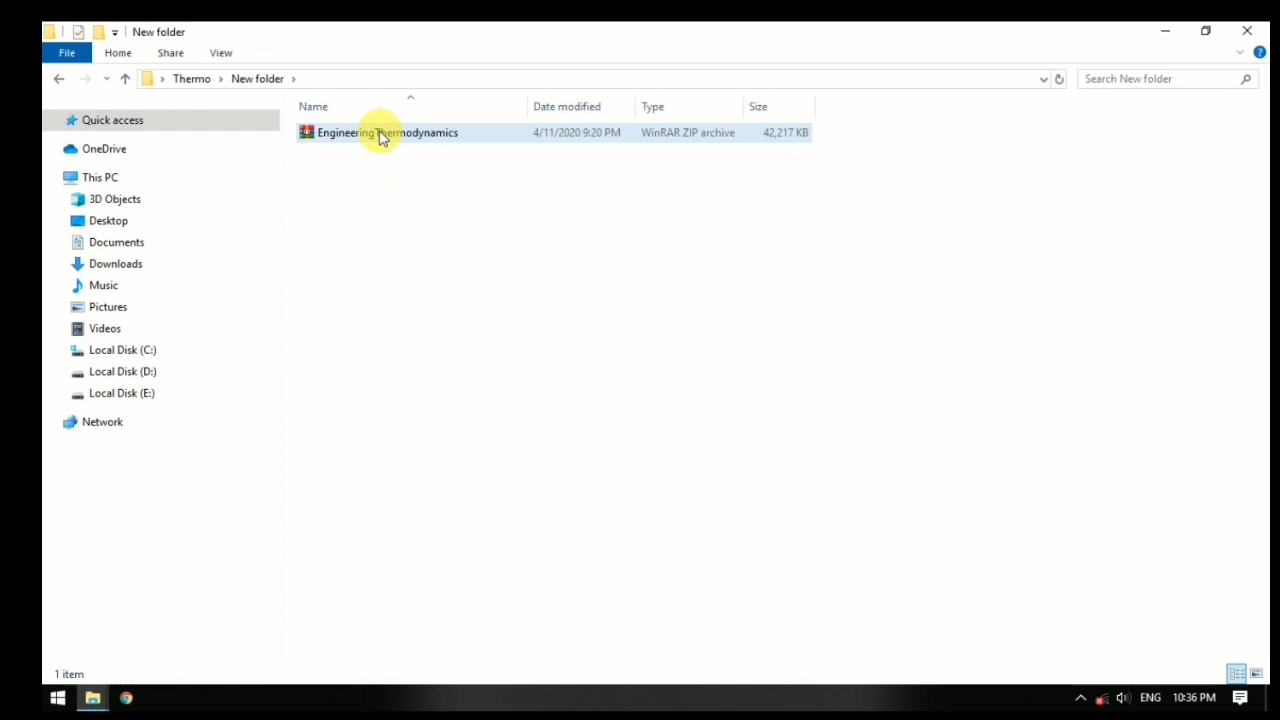 New folder
File Home Share View
Thermo New folder
Search New folder
Name Date modified Type Size
EngineeringThermodynamics 4/11/2020 9:20 PM WinRAR ZIP archive 42,217 KB
Quick access
OneDrive
This PC
3D Objects
Desktop
Documents
Downloads
Music
Pictures
Videos
Local Disk (C:)
Local Disk (D:)
Local Disk (E:)
Network
1 item
ENG 10:36 PM